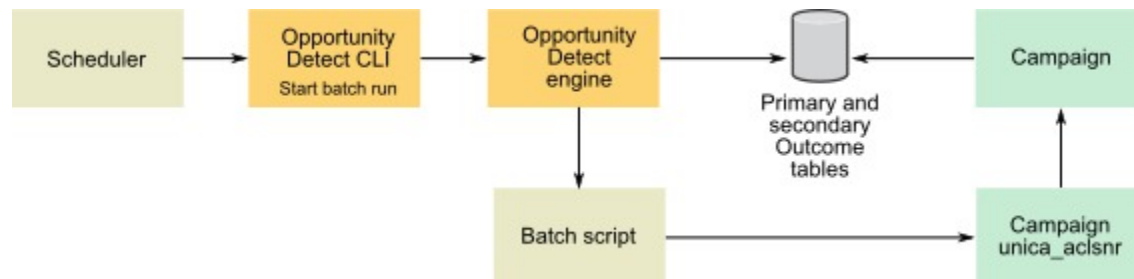 Scheduler
Opportunity
Detect CLI
Start batch run
Opportunity
Detect
engine
Primary and
secondary
Outcome
tables
Campaign
Batch script
Campaign
unica_aclsnr